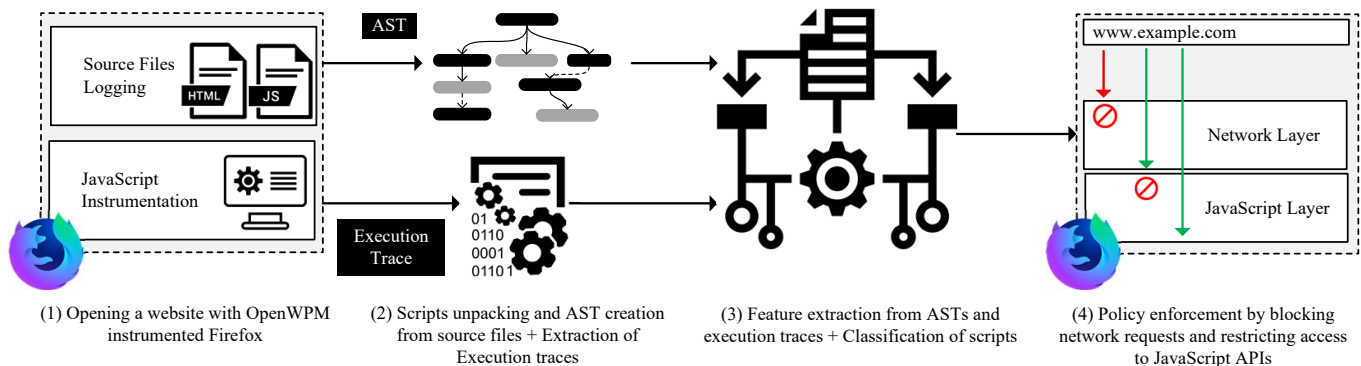 Source Files
Logging
HTML
JS
JavaScript
Instrumentation
AST
Execution
Trace
01
0110
0001
01101
www.example.com
Network Layer
JavaScript Layer
(1) Opening a website with OpenWPM
instrumented Firefox
(2) Scripts unpacking and AST creation
from source files + Extraction of
Execution traces
(3) Feature extraction from ASTs and
execution traces + Classification of scripts
(4) Policy enforcement by blocking
network requests and restricting access
to JavaScript APIs